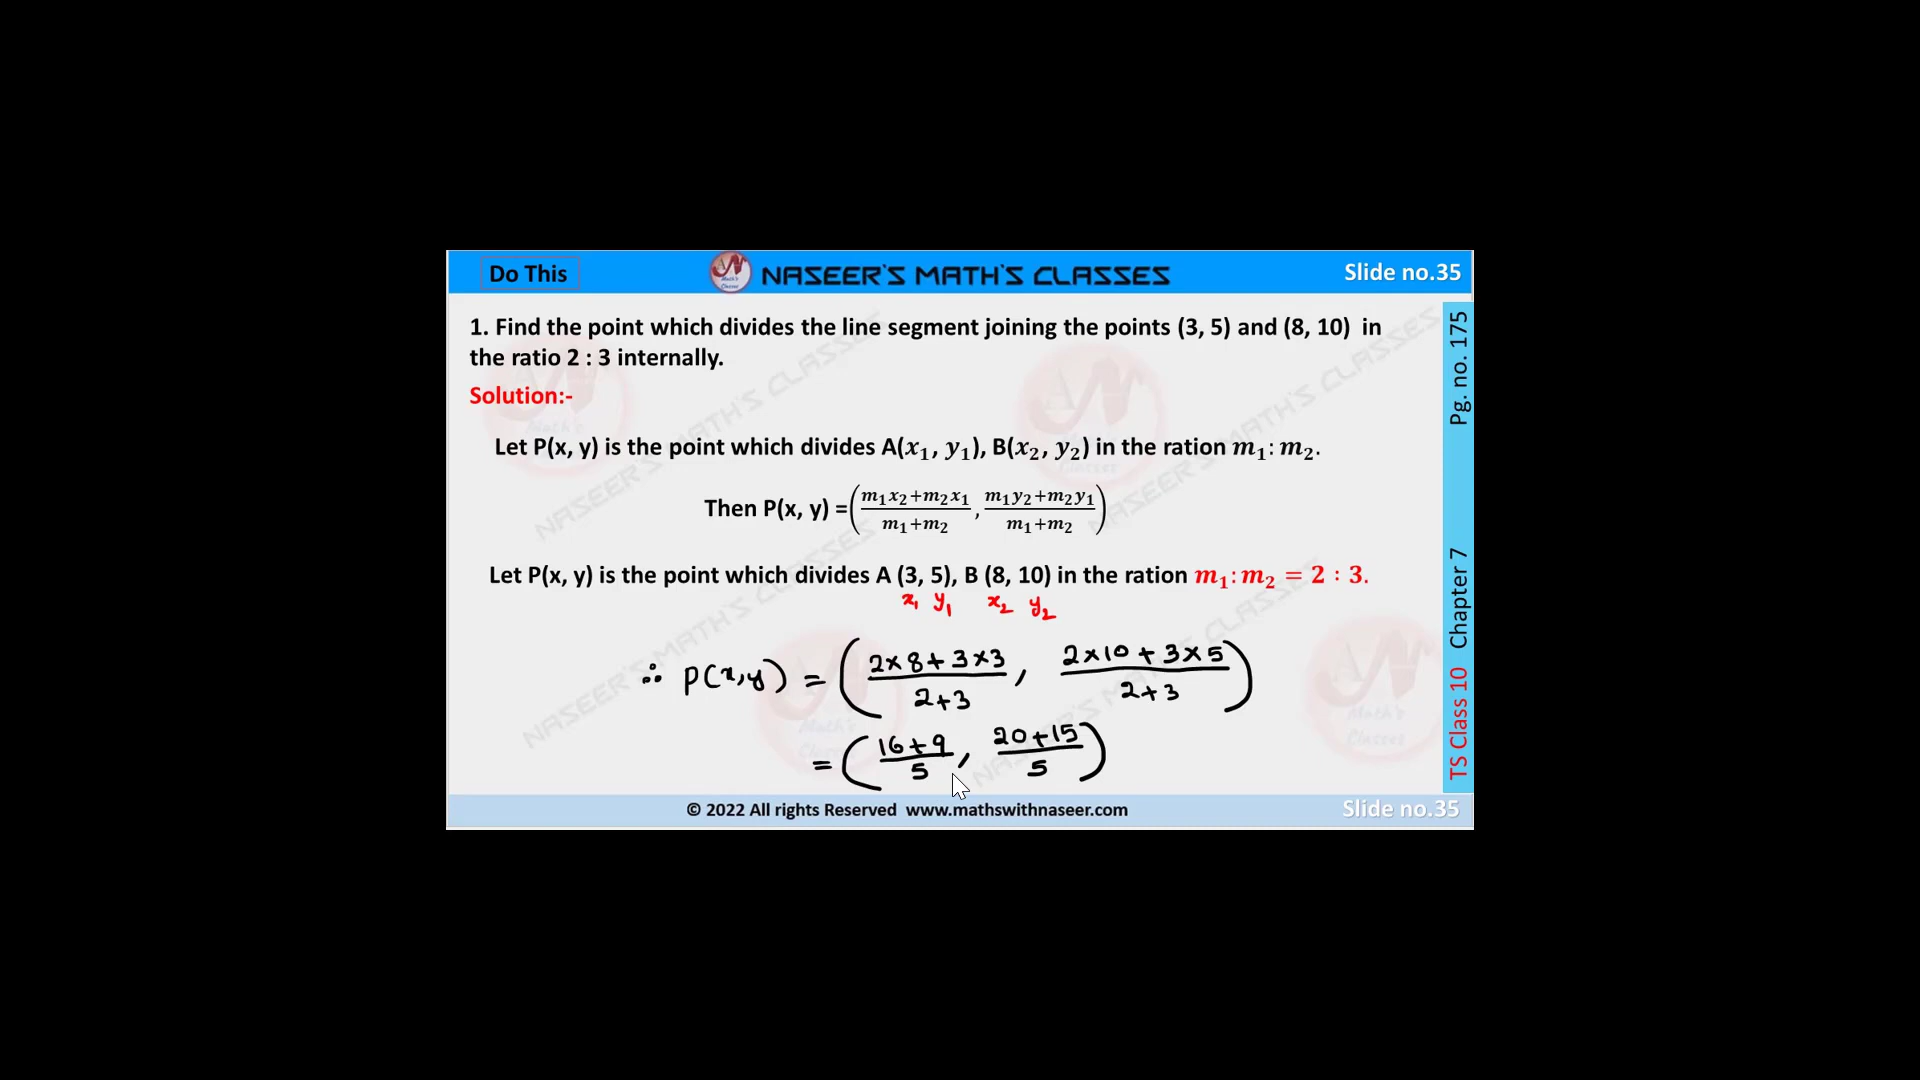 Do This
NASEER'S MATH'S CLASSES
Slide no.35
1. Find the point which divides the line segment joining the points (3, 5) and (8, 10) in
the ratio 2 : 3 internally.
Solution:-
Let P(x, y) is the point which divides A(x₁, y₁), B(x₂, y₂) in the ration m₁: m₂.
Then P(x, y) =((m₁x₂+m₂x₁)/(m₁+m₂), (m₁y₂+m₂y₁)/(m₁+m₂))
Let P(x, y) is the point which divides A (3, 5), B (8, 10) in the ration m₁: m₂ = 2 : 3.
x₁ y₁ x₂ y₂
∴ P(x,y) = ((2×8+3×3)/(2+3), (2×10+3×5)/(2+3))
= ((16+9)/5, (20+15)/5)
Pg. no. 175
Chapter 7
TS Class 10
© 2022 All rights Reserved www.mathswithnaseer.com
Slide no.35